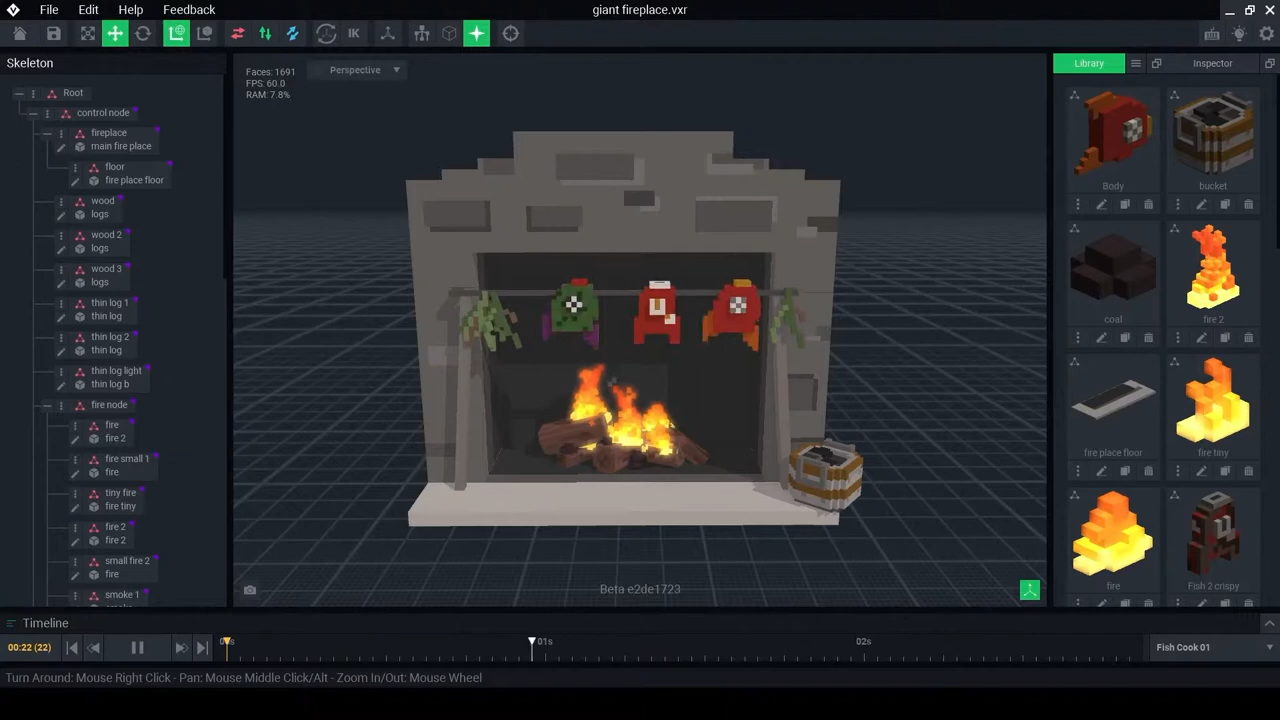 File Edit Help Feedback
giant fireplace.vxr
IK
Skeleton
Root
control node
fireplace
main fire place
floor
fire place floor
wood
logs
wood 2
logs
wood 3
logs
thin log 1
thin log
thin log 2
thin log
thin log light
thin log b
fire node
fire
fire 2
fire small 1
fire
tiny fire
fire tiny
fire 2
fire 2
small fire 2
fire
smoke 1
Faces: 1691
FPS: 60.0
RAM: 7.8%
Perspective
Beta e2de1723
Library
Inspector
Body
bucket
coal
fire 2
fire place floor
fire tiny
fire
Fish 2 crispy
Timeline
00:22 (22)
01s
02s
Fish Cook 01
Turn Around: Mouse Right Click - Pan: Mouse Middle Click/Alt - Zoom In/Out: Mouse Wheel